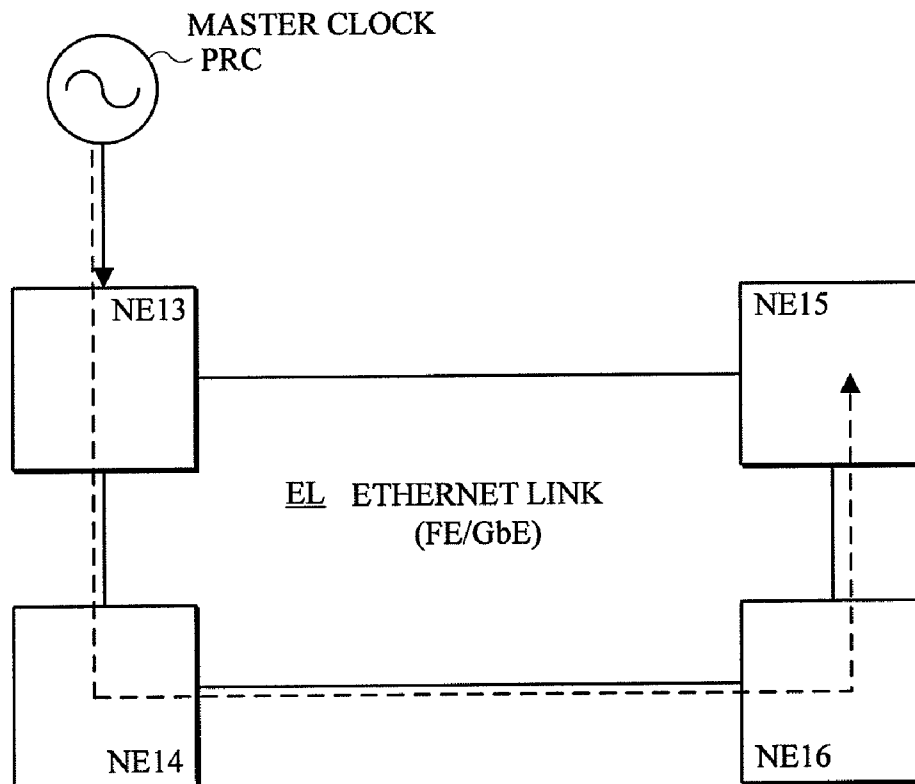 MASTER CLOCK
PRC
NE13
NE15
EL ETHERNET LINK
(FE/GbE)
NE14
NE16